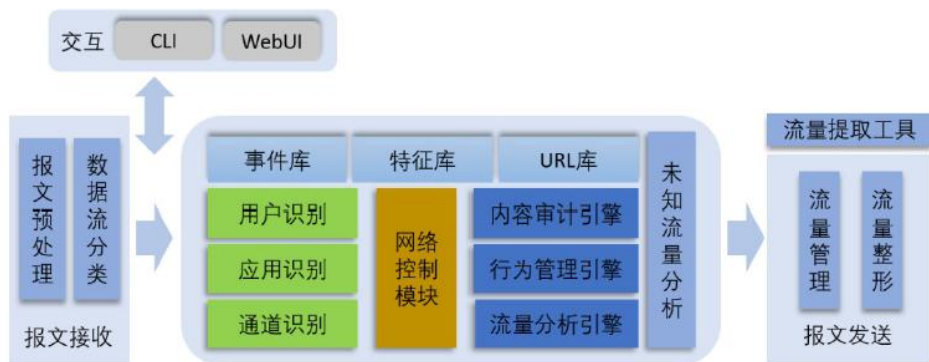 交互
CLI
WebUI
报文预处理
数据流分类
报文接收
事件库
特征库
URL库
用户识别
应用识别
通道识别
网络
控制
模块
内容审计引擎
行为管理引擎
流量分析引擎
未知流量分析
流量提取工具
流量管理
流量整形
报文发送